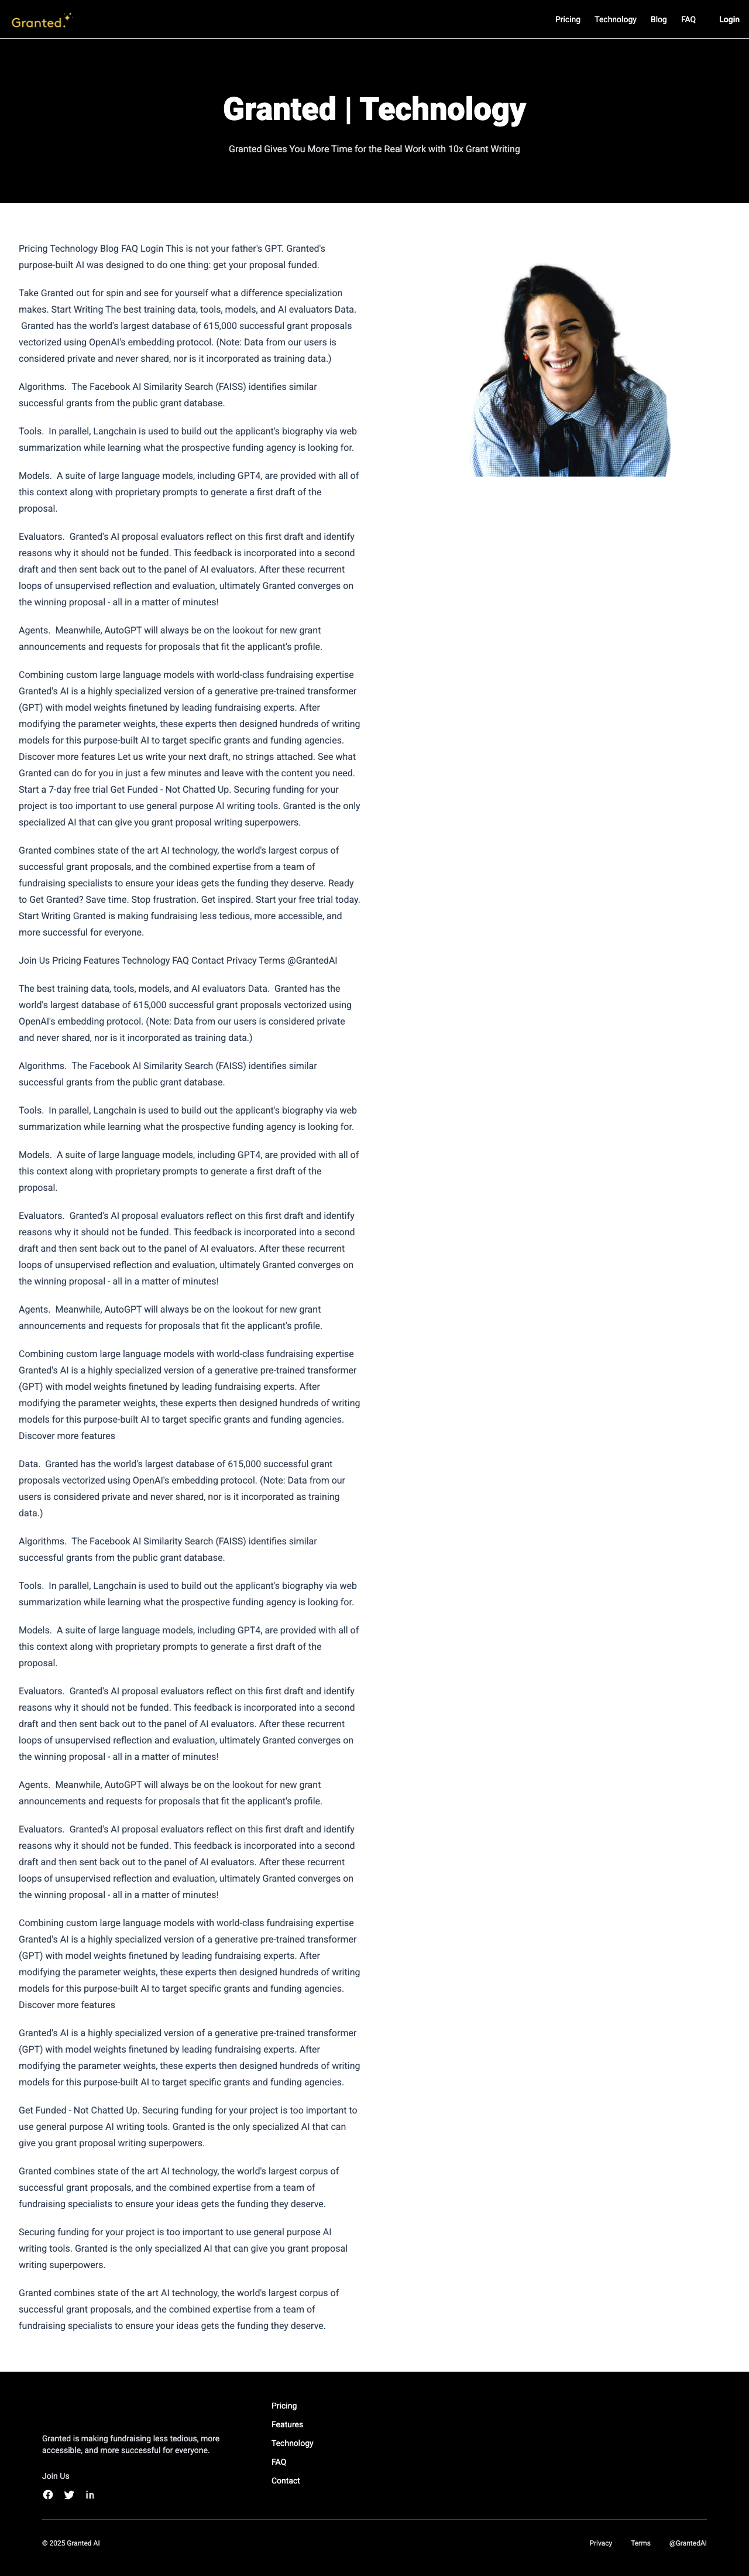 Granted.
Pricing Technology Blog FAQ Login
Granted | Technology
Granted Gives You More Time for the Real Work with 10x Grant Writing
Pricing Technology Blog FAQ Login This is not your father's GPT. Granted's
purpose-built AI was designed to do one thing: get your proposal funded.
Take Granted out for spin and see for yourself what a difference specialization
makes. Start Writing The best training data, tools, models, and AI evaluators Data.
Granted has the world's largest database of 615,000 successful grant proposals
vectorized using OpenAI's embedding protocol. (Note: Data from our users is
considered private and never shared, nor is it incorporated as training data.)
Algorithms. The Facebook AI Similarity Search (FAISS) identifies similar
successful grants from the public grant database.
Tools. In parallel, Langchain is used to build out the applicant's biography via web
summarization while learning what the prospective funding agency is looking for.
Models. A suite of large language models, including GPT4, are provided with all of
this context along with proprietary prompts to generate a first draft of the
proposal.
Evaluators. Granted's AI proposal evaluators reflect on this first draft and identify
reasons why it should not be funded. This feedback is incorporated into a second
draft and then sent back out to the panel of AI evaluators. After these recurrent
loops of unsupervised reflection and evaluation, ultimately Granted converges on
the winning proposal - all in a matter of minutes!
Agents. Meanwhile, AutoGPT will always be on the lookout for new grant
announcements and requests for proposals that fit the applicant's profile.
Combining custom large language models with world-class fundraising expertise
Granted's AI is a highly specialized version of a generative pre-trained transformer
(GPT) with model weights finetuned by leading fundraising experts. After
modifying the parameter weights, these experts then designed hundreds of writing
models for this purpose-built AI to target specific grants and funding agencies.
Discover more features Let us write your next draft, no strings attached. See what
Granted can do for you in just a few minutes and leave with the content you need.
Start a 7-day free trial Get Funded - Not Chatted Up. Securing funding for your
project is too important to use general purpose AI writing tools. Granted is the only
specialized AI that can give you grant proposal writing superpowers.
Granted combines state of the art AI technology, the world's largest corpus of
successful grant proposals, and the combined expertise from a team of
fundraising specialists to ensure your ideas gets the funding they deserve. Ready
to Get Granted? Save time. Stop frustration. Get inspired. Start your free trial today.
Start Writing Granted is making fundraising less tedious, more accessible, and
more successful for everyone.
Join Us Pricing Features Technology FAQ Contact Privacy Terms @GrantedAI
The best training data, tools, models, and AI evaluators Data. Granted has the
world's largest database of 615,000 successful grant proposals vectorized using
OpenAI's embedding protocol. (Note: Data from our users is considered private
and never shared, nor is it incorporated as training data.)
Algorithms. The Facebook AI Similarity Search (FAISS) identifies similar
successful grants from the public grant database.
Tools. In parallel, Langchain is used to build out the applicant's biography via web
summarization while learning what the prospective funding agency is looking for.
Models. A suite of large language models, including GPT4, are provided with all of
this context along with proprietary prompts to generate a first draft of the
proposal.
Evaluators. Granted's AI proposal evaluators reflect on this first draft and identify
reasons why it should not be funded. This feedback is incorporated into a second
draft and then sent back out to the panel of AI evaluators. After these recurrent
loops of unsupervised reflection and evaluation, ultimately Granted converges on
the winning proposal - all in a matter of minutes!
Agents. Meanwhile, AutoGPT will always be on the lookout for new grant
announcements and requests for proposals that fit the applicant's profile.
Combining custom large language models with world-class fundraising expertise
Granted's AI is a highly specialized version of a generative pre-trained transformer
(GPT) with model weights finetuned by leading fundraising experts. After
modifying the parameter weights, these experts then designed hundreds of writing
models for this purpose-built AI to target specific grants and funding agencies.
Discover more features
Data. Granted has the world's largest database of 615,000 successful grant
proposals vectorized using OpenAI's embedding protocol. (Note: Data from our
users is considered private and never shared, nor is it incorporated as training
data.)
Algorithms. The Facebook AI Similarity Search (FAISS) identifies similar
successful grants from the public grant database.
Tools. In parallel, Langchain is used to build out the applicant's biography via web
summarization while learning what the prospective funding agency is looking for.
Models. A suite of large language models, including GPT4, are provided with all of
this context along with proprietary prompts to generate a first draft of the
proposal.
Evaluators. Granted's AI proposal evaluators reflect on this first draft and identify
reasons why it should not be funded. This feedback is incorporated into a second
draft and then sent back out to the panel of AI evaluators. After these recurrent
loops of unsupervised reflection and evaluation, ultimately Granted converges on
the winning proposal - all in a matter of minutes!
Agents. Meanwhile, AutoGPT will always be on the lookout for new grant
announcements and requests for proposals that fit the applicant's profile.
Evaluators. Granted's AI proposal evaluators reflect on this first draft and identify
reasons why it should not be funded. This feedback is incorporated into a second
draft and then sent back out to the panel of AI evaluators. After these recurrent
loops of unsupervised reflection and evaluation, ultimately Granted converges on
the winning proposal - all in a matter of minutes!
Combining custom large language models with world-class fundraising expertise
Granted's AI is a highly specialized version of a generative pre-trained transformer
(GPT) with model weights finetuned by leading fundraising experts. After
modifying the parameter weights, these experts then designed hundreds of writing
models for this purpose-built AI to target specific grants and funding agencies.
Discover more features
Granted's AI is a highly specialized version of a generative pre-trained transformer
(GPT) with model weights finetuned by leading fundraising experts. After
modifying the parameter weights, these experts then designed hundreds of writing
models for this purpose-built AI to target specific grants and funding agencies.
Get Funded - Not Chatted Up. Securing funding for your project is too important to
use general purpose AI writing tools. Granted is the only specialized AI that can
give you grant proposal writing superpowers.
Granted combines state of the art AI technology, the world's largest corpus of
successful grant proposals, and the combined expertise from a team of
fundraising specialists to ensure your ideas gets the funding they deserve.
Securing funding for your project is too important to use general purpose AI
writing tools. Granted is the only specialized AI that can give you grant proposal
writing superpowers.
Granted combines state of the art AI technology, the world's largest corpus of
successful grant proposals, and the combined expertise from a team of
fundraising specialists to ensure your ideas gets the funding they deserve.
Granted is making fundraising less tedious, more
accessible, and more successful for everyone.
Join Us
Pricing
Features
Technology
FAQ
Contact
© 2025 Granted AI
Privacy Terms @GrantedAI